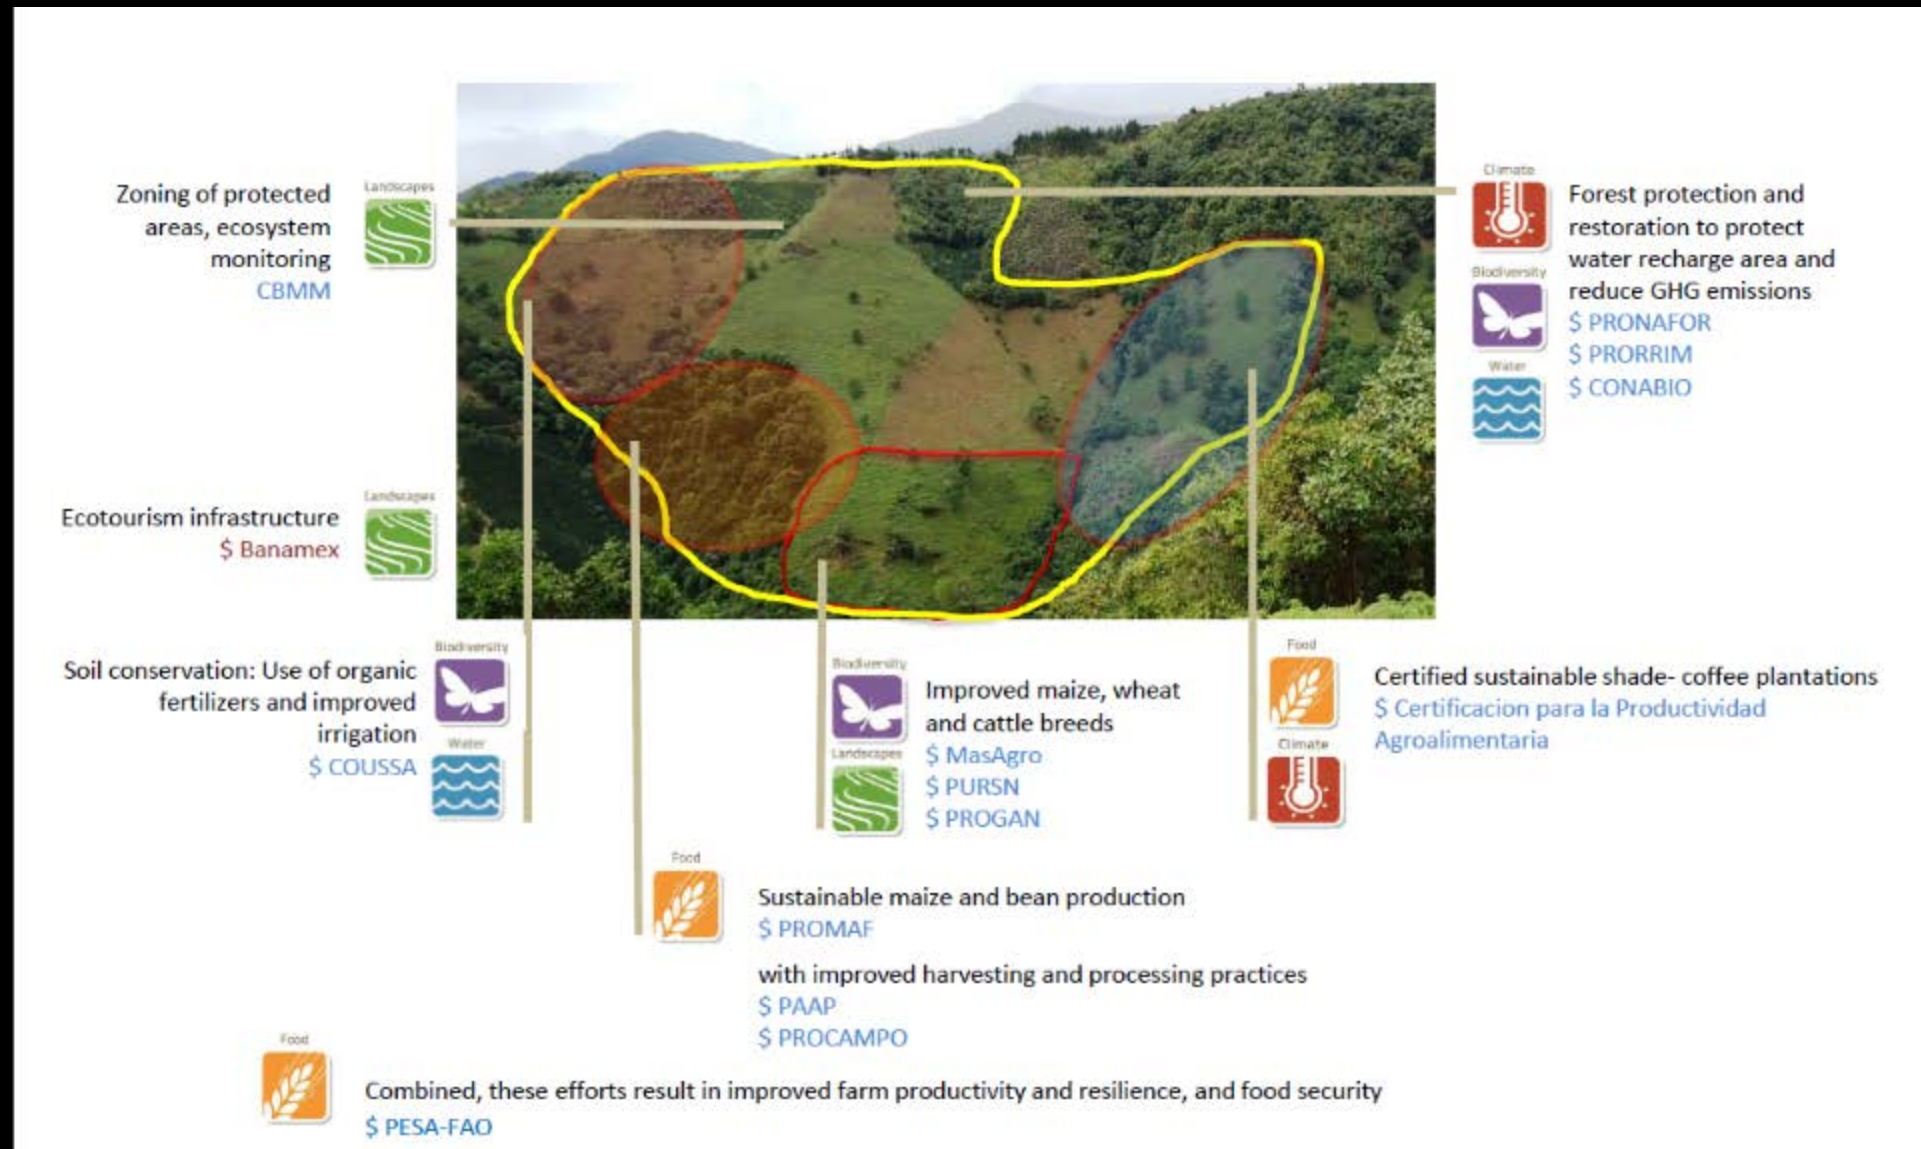 Landscapes
Zoning of protected
areas, ecosystem
monitoring
CBMM
Climate
Biodiversity
Water
Forest protection and
restoration to protect
water recharge area and
reduce GHG emissions
$ PRONAFOR
$ PRORRIM
$ CONABIO
Landscapes
Ecotourism infrastructure
$ Banamex
Biodiversity
Water
Soil conservation: Use of organic
fertilizers and improved
irrigation
$ COUSSA
Biodiversity
Landscapes
Improved maize, wheat
and cattle breeds
$ MasAgro
$ PURSN
$ PROGAN
Food
Climate
Certified sustainable shade- coffee plantations
$ Certificacion para la Productividad
Agroalimentaria
Food
Sustainable maize and bean production
$ PROMAF
with improved harvesting and processing practices
$ PAAP
$ PROCAMPO
Food
Combined, these efforts result in improved farm productivity and resilience, and food security
$ PESA-FAO